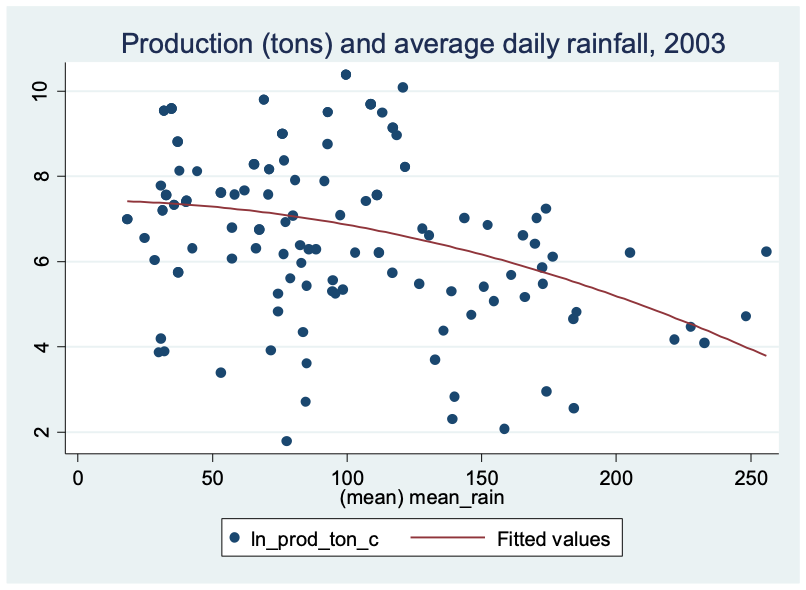 Production (tons) and average daily rainfall, 2003
10
8
6
4
2
0 50 100 150 200 250
(mean) mean_rain
ln_prod_ton_c Fitted values